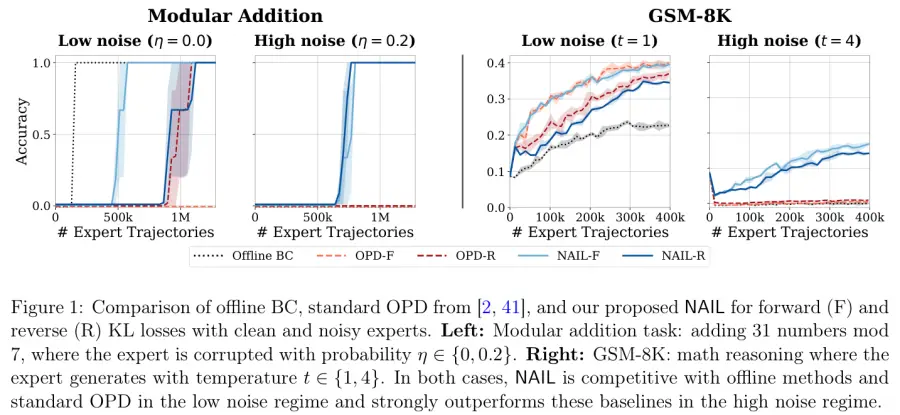 Modular Addition
GSM-8K
Low noise (η = 0.0)
High noise (η = 0.2)
Low noise (t = 1)
High noise (t = 4)
Accuracy
1.0
0.5
0.0
0 500k 1M
# Expert Trajectories
0 500k 1M
# Expert Trajectories
0.4
0.3
0.2
0.1
0.0
0 100k 200k 300k 400k
# Expert Trajectories
0 100k 200k 300k 400k
# Expert Trajectories
Offline BC OPD-F OPD-R NAIL-F NAIL-R
Figure 1: Comparison of offline BC, standard OPD from [2, 41], and our proposed NAIL for forward (F) and
reverse (R) KL losses with clean and noisy experts. Left: Modular addition task: adding 31 numbers mod
7, where the expert is corrupted with probability η ∈ {0, 0.2}. Right: GSM-8K: math reasoning where the
expert generates with temperature t ∈ {1, 4}. In both cases, NAIL is competitive with offline methods and
standard OPD in the low noise regime and strongly outperforms these baselines in the high noise regime.